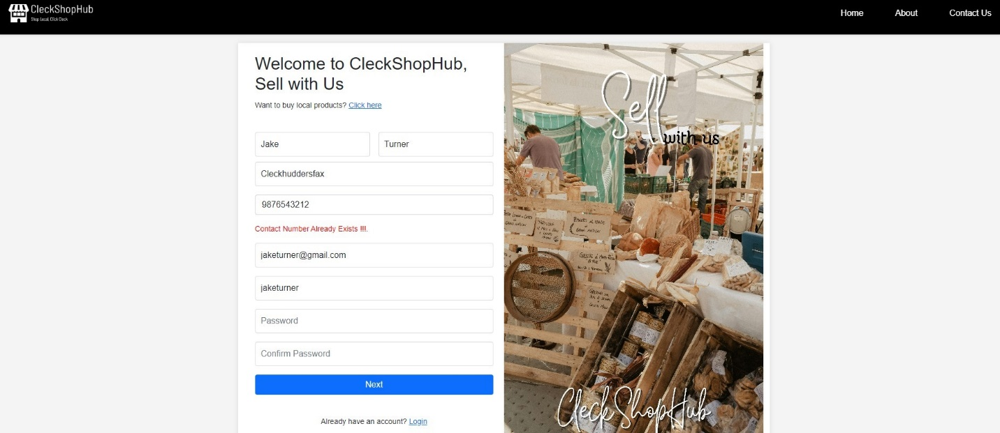 CleckShopHub
Shop Local, Click Cleck
Home About Contact Us
Welcome to CleckShopHub,
Sell with Us
Want to buy local products? Click here
Jake Turner
Cleckhuddersfax
9876543212
Contact Number Already Exists !!!.
jaketurner@gmail.com
jaketurner
Password
Confirm Password
Next
Already have an account? Login
Sell
with us
CleckShopHub